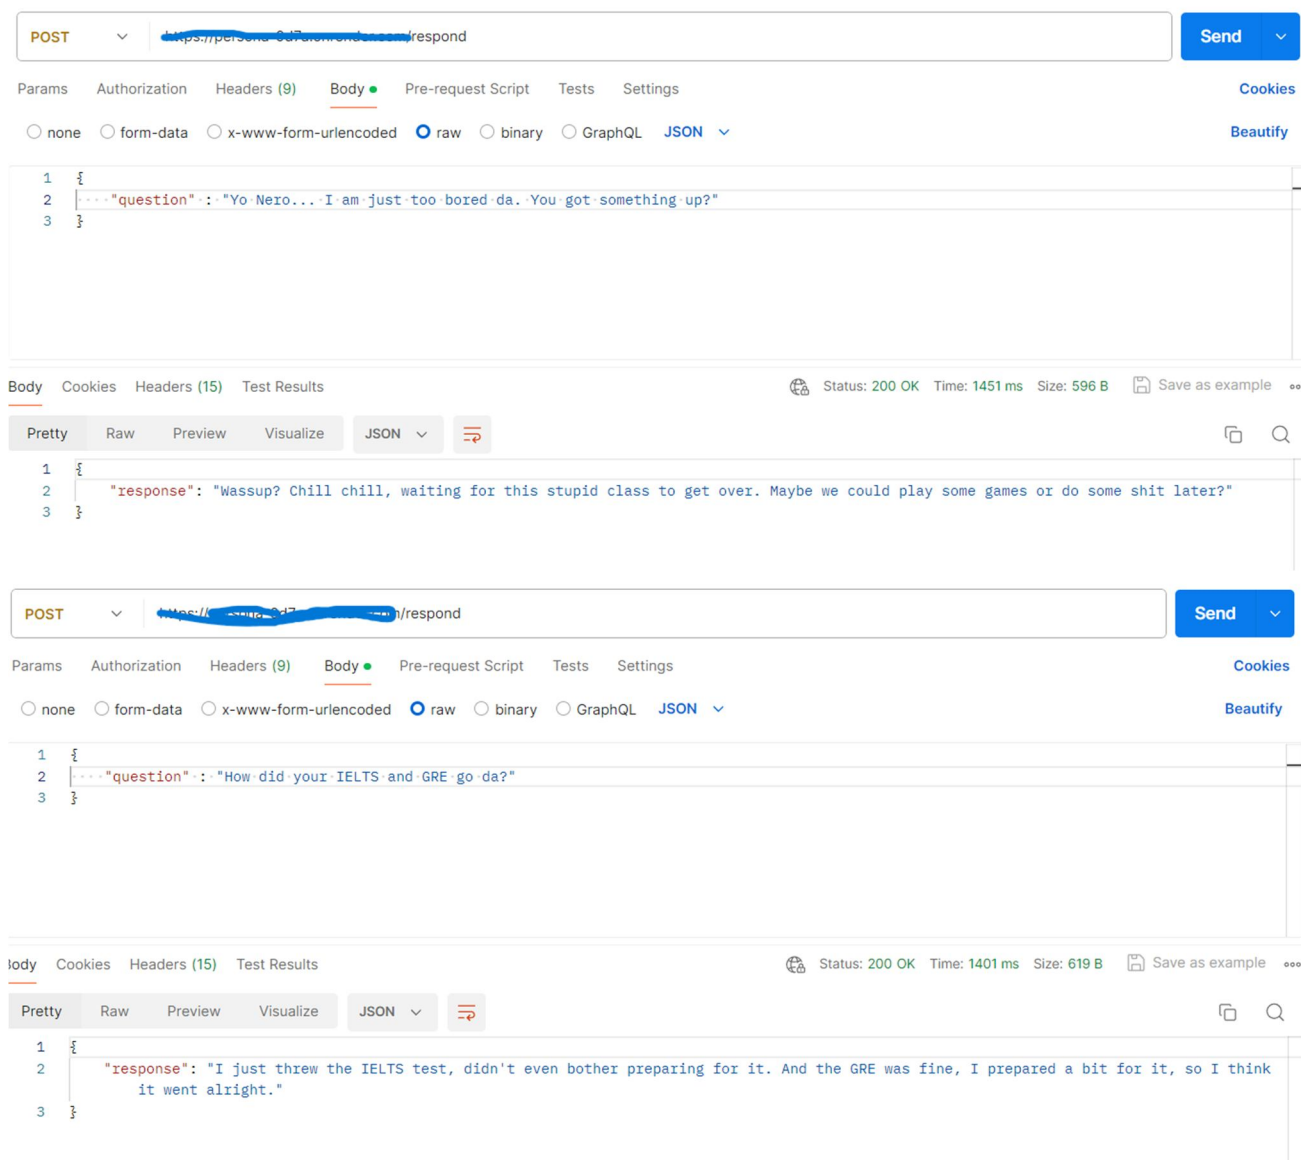 POST /respond Send
Params Authorization Headers (9) Body Pre-request Script Tests Settings Cookies
none form-data x-www-form-urlencoded raw binary GraphQL JSON Beautify
1 {
2 "question" : "Yo Nero... I am just too bored da. You got something up?"
3 }
Body Cookies Headers (15) Test Results Status: 200 OK Time: 1451 ms Size: 596 B Save as example
Pretty Raw Preview Visualize JSON
1 {
2 "response": "Wassup? Chill chill, waiting for this stupid class to get over. Maybe we could play some games or do some shit later?"
3 }
POST /respond Send
Params Authorization Headers (9) Body Pre-request Script Tests Settings Cookies
none form-data x-www-form-urlencoded raw binary GraphQL JSON Beautify
1 {
2 "question" : "How did your IELTS and GRE go da?"
3 }
Body Cookies Headers (15) Test Results Status: 200 OK Time: 1401 ms Size: 619 B Save as example
Pretty Raw Preview Visualize JSON
1 {
2 "response": "I just threw the IELTS test, didn't even bother preparing for it. And the GRE was fine, I prepared a bit for it, so I think
it went alright."
3 }